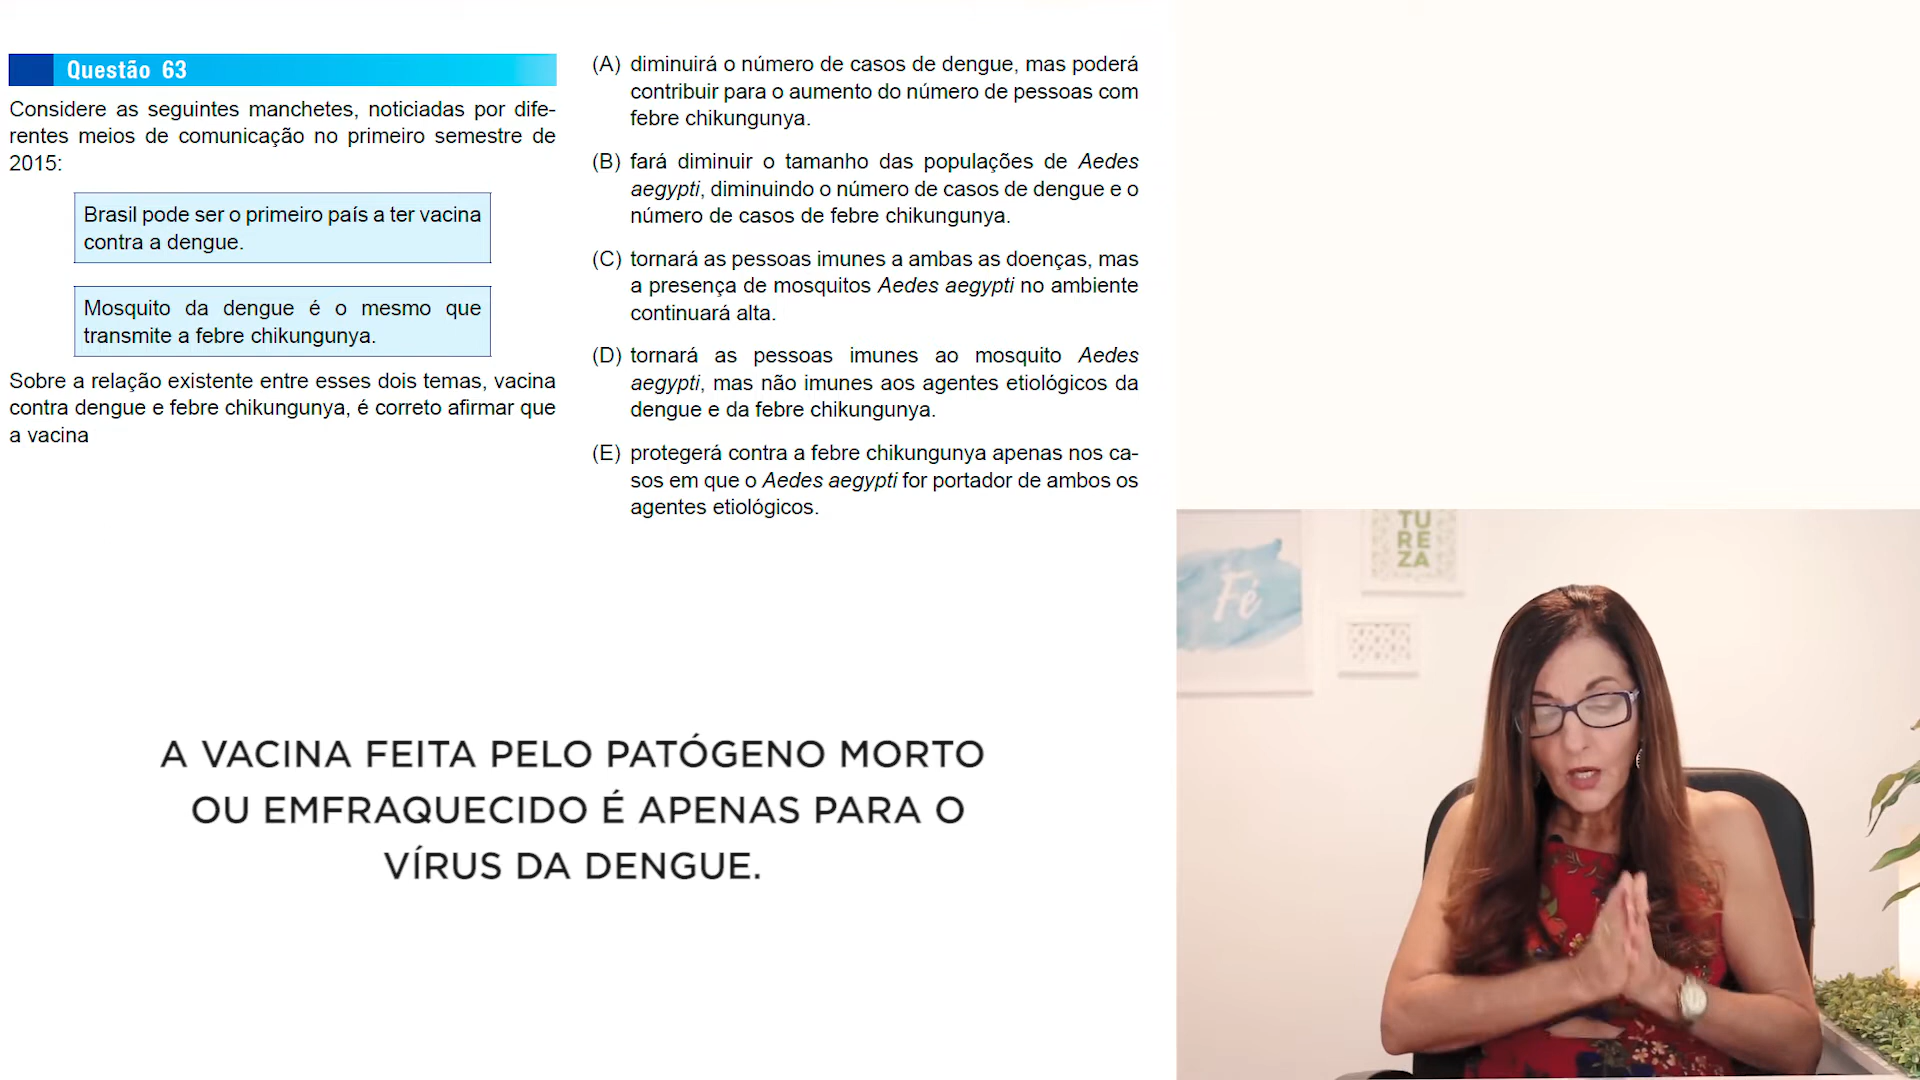 Questão 63
Considere as seguintes manchetes, noticiadas por dife-
rentes meios de comunicação no primeiro semestre de
2015:
Brasil pode ser o primeiro país a ter vacina
contra a dengue.
Mosquito da dengue é o mesmo que
transmite a febre chikungunya.
Sobre a relação existente entre esses dois temas, vacina
contra dengue e febre chikungunya, é correto afirmar que
a vacina
(A) diminuirá o número de casos de dengue, mas poderá
contribuir para o aumento do número de pessoas com
febre chikungunya.
(B) fará diminuir o tamanho das populações de Aedes
aegypti, diminuindo o número de casos de dengue e o
número de casos de febre chikungunya.
(C) tornará as pessoas imunes a ambas as doenças, mas
a presença de mosquitos Aedes aegypti no ambiente
continuará alta.
(D) tornará as pessoas imunes ao mosquito Aedes
aegypti, mas não imunes aos agentes etiológicos da
dengue e da febre chikungunya.
(E) protegerá contra a febre chikungunya apenas nos ca-
sos em que o Aedes aegypti for portador de ambos os
agentes etiológicos.
A VACINA FEITA PELO PATÓGENO MORTO
OU EMFRAQUECIDO É APENAS PARA O
VÍRUS DA DENGUE.
Fé
TU
RE
ZA